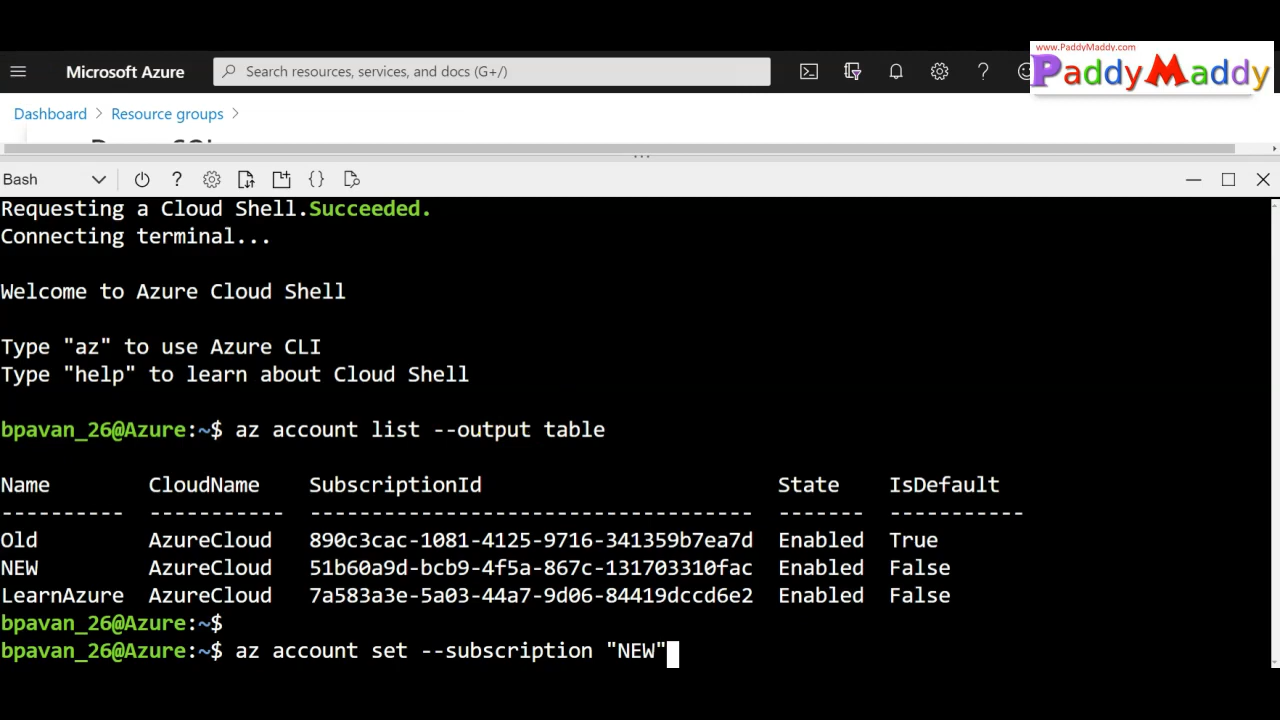 www.PaddyMaddy.com
PaddyMaddy
Microsoft Azure
Search resources, services, and docs (G+/)
Dashboard > Resource groups >
Bash
Requesting a Cloud Shell.Succeeded.
Connecting terminal...
Welcome to Azure Cloud Shell
Type "az" to use Azure CLI
Type "help" to learn about Cloud Shell
bpavan_26@Azure:~$ az account list --output table
Name CloudName SubscriptionId State IsDefault
---------- ----------- ------------------------------------ ------- -----------
Old AzureCloud 890c3cac-1081-4125-9716-341359b7ea7d Enabled True
NEW AzureCloud 51b60a9d-bcb9-4f5a-867c-131703310fac Enabled False
LearnAzure AzureCloud 7a583a3e-5a03-44a7-9d06-84419dccd6e2 Enabled False
bpavan_26@Azure:~$
bpavan_26@Azure:~$ az account set --subscription "NEW"